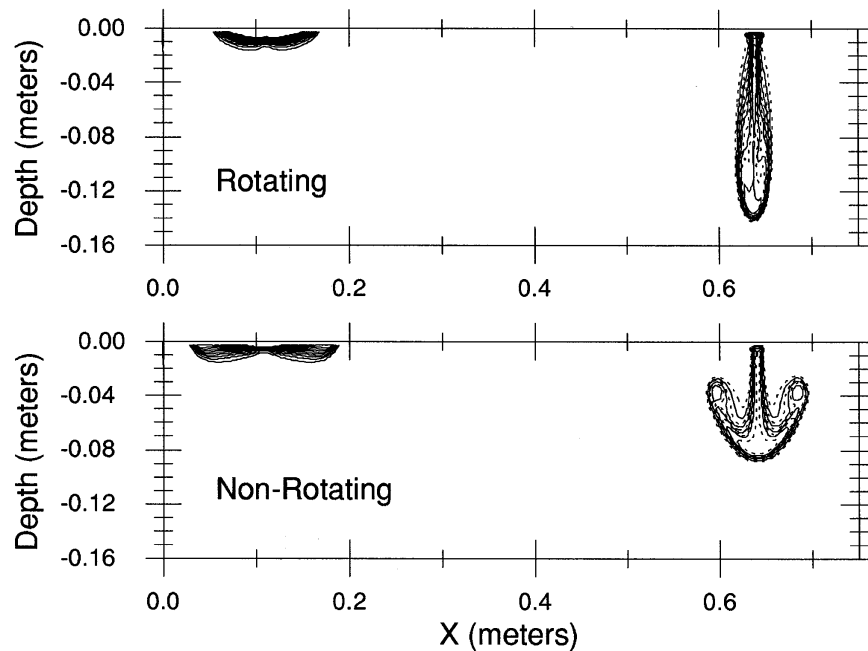 0.00
-0.04
-0.08
-0.12
-0.16
Depth (meters)
Rotating
0.0 0.2 0.4 0.6
0.00
-0.04
-0.08
-0.12
-0.16
Depth (meters)
Non-Rotating
0.0 0.2 0.4 0.6
X (meters)